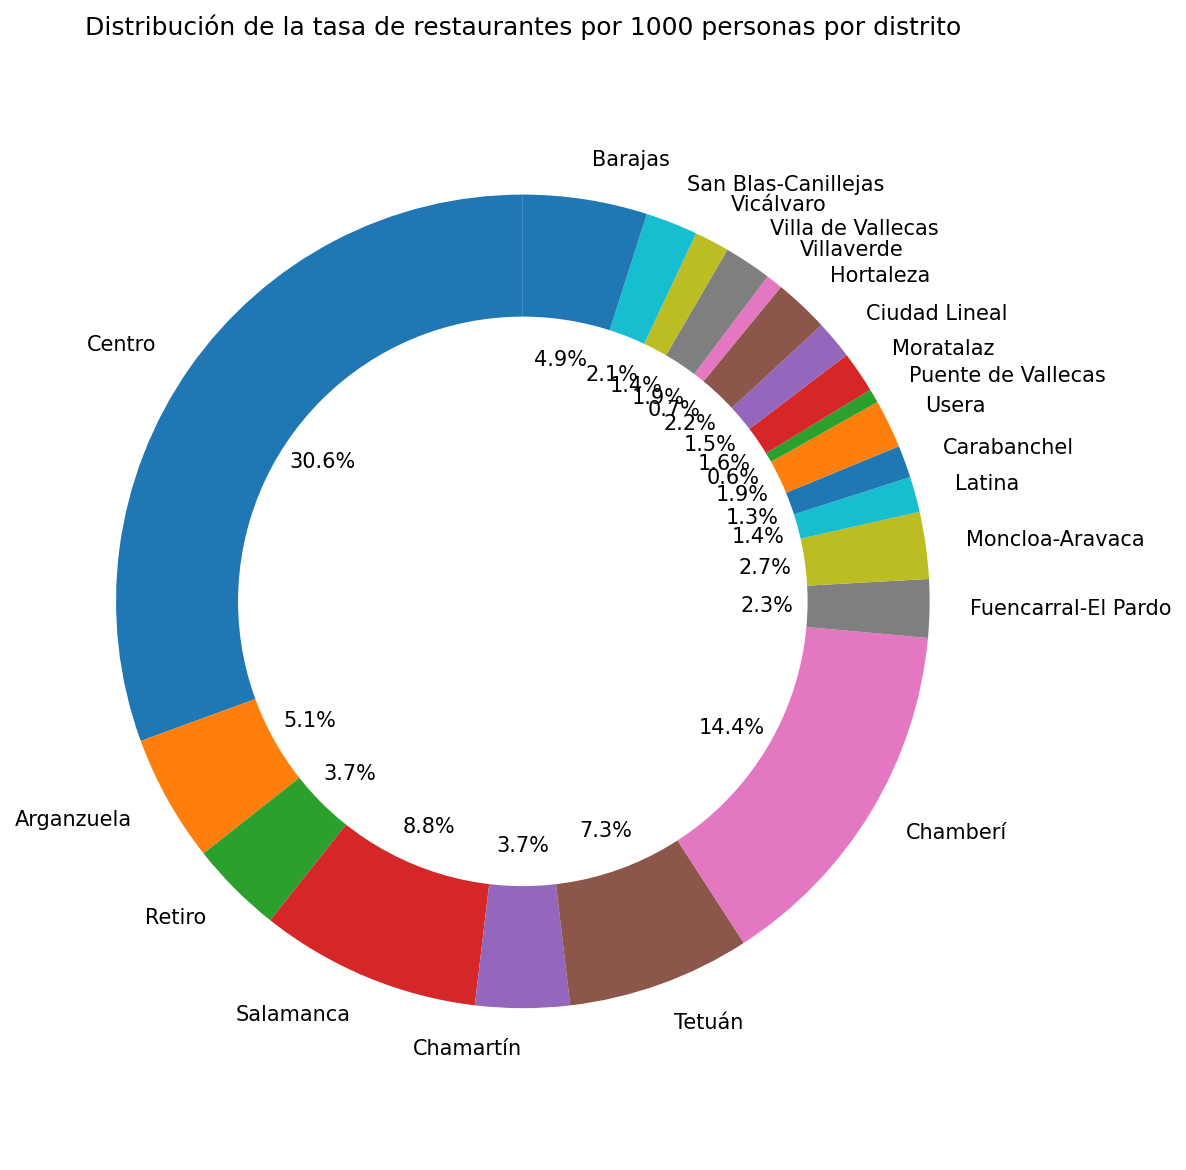 Distribución de la tasa de restaurantes por 1000 personas por distrito
Barajas
San Blas-Canillejas
Vicálvaro
Villa de Vallecas
Villaverde
Hortaleza
Ciudad Lineal
Moratalaz
Puente de Vallecas
Usera
Carabanchel
Latina
Moncloa-Aravaca
Fuencarral-El Pardo
Chamberí
Tetuán
Chamartín
Salamanca
Retiro
Arganzuela
Centro
4.9%
2.1%
1.4%
1.9%
0.7%
2.2%
1.5%
1.6%
0.6%
1.9%
1.3%
1.4%
2.7%
2.3%
14.4%
7.3%
3.7%
8.8%
3.7%
5.1%
30.6%